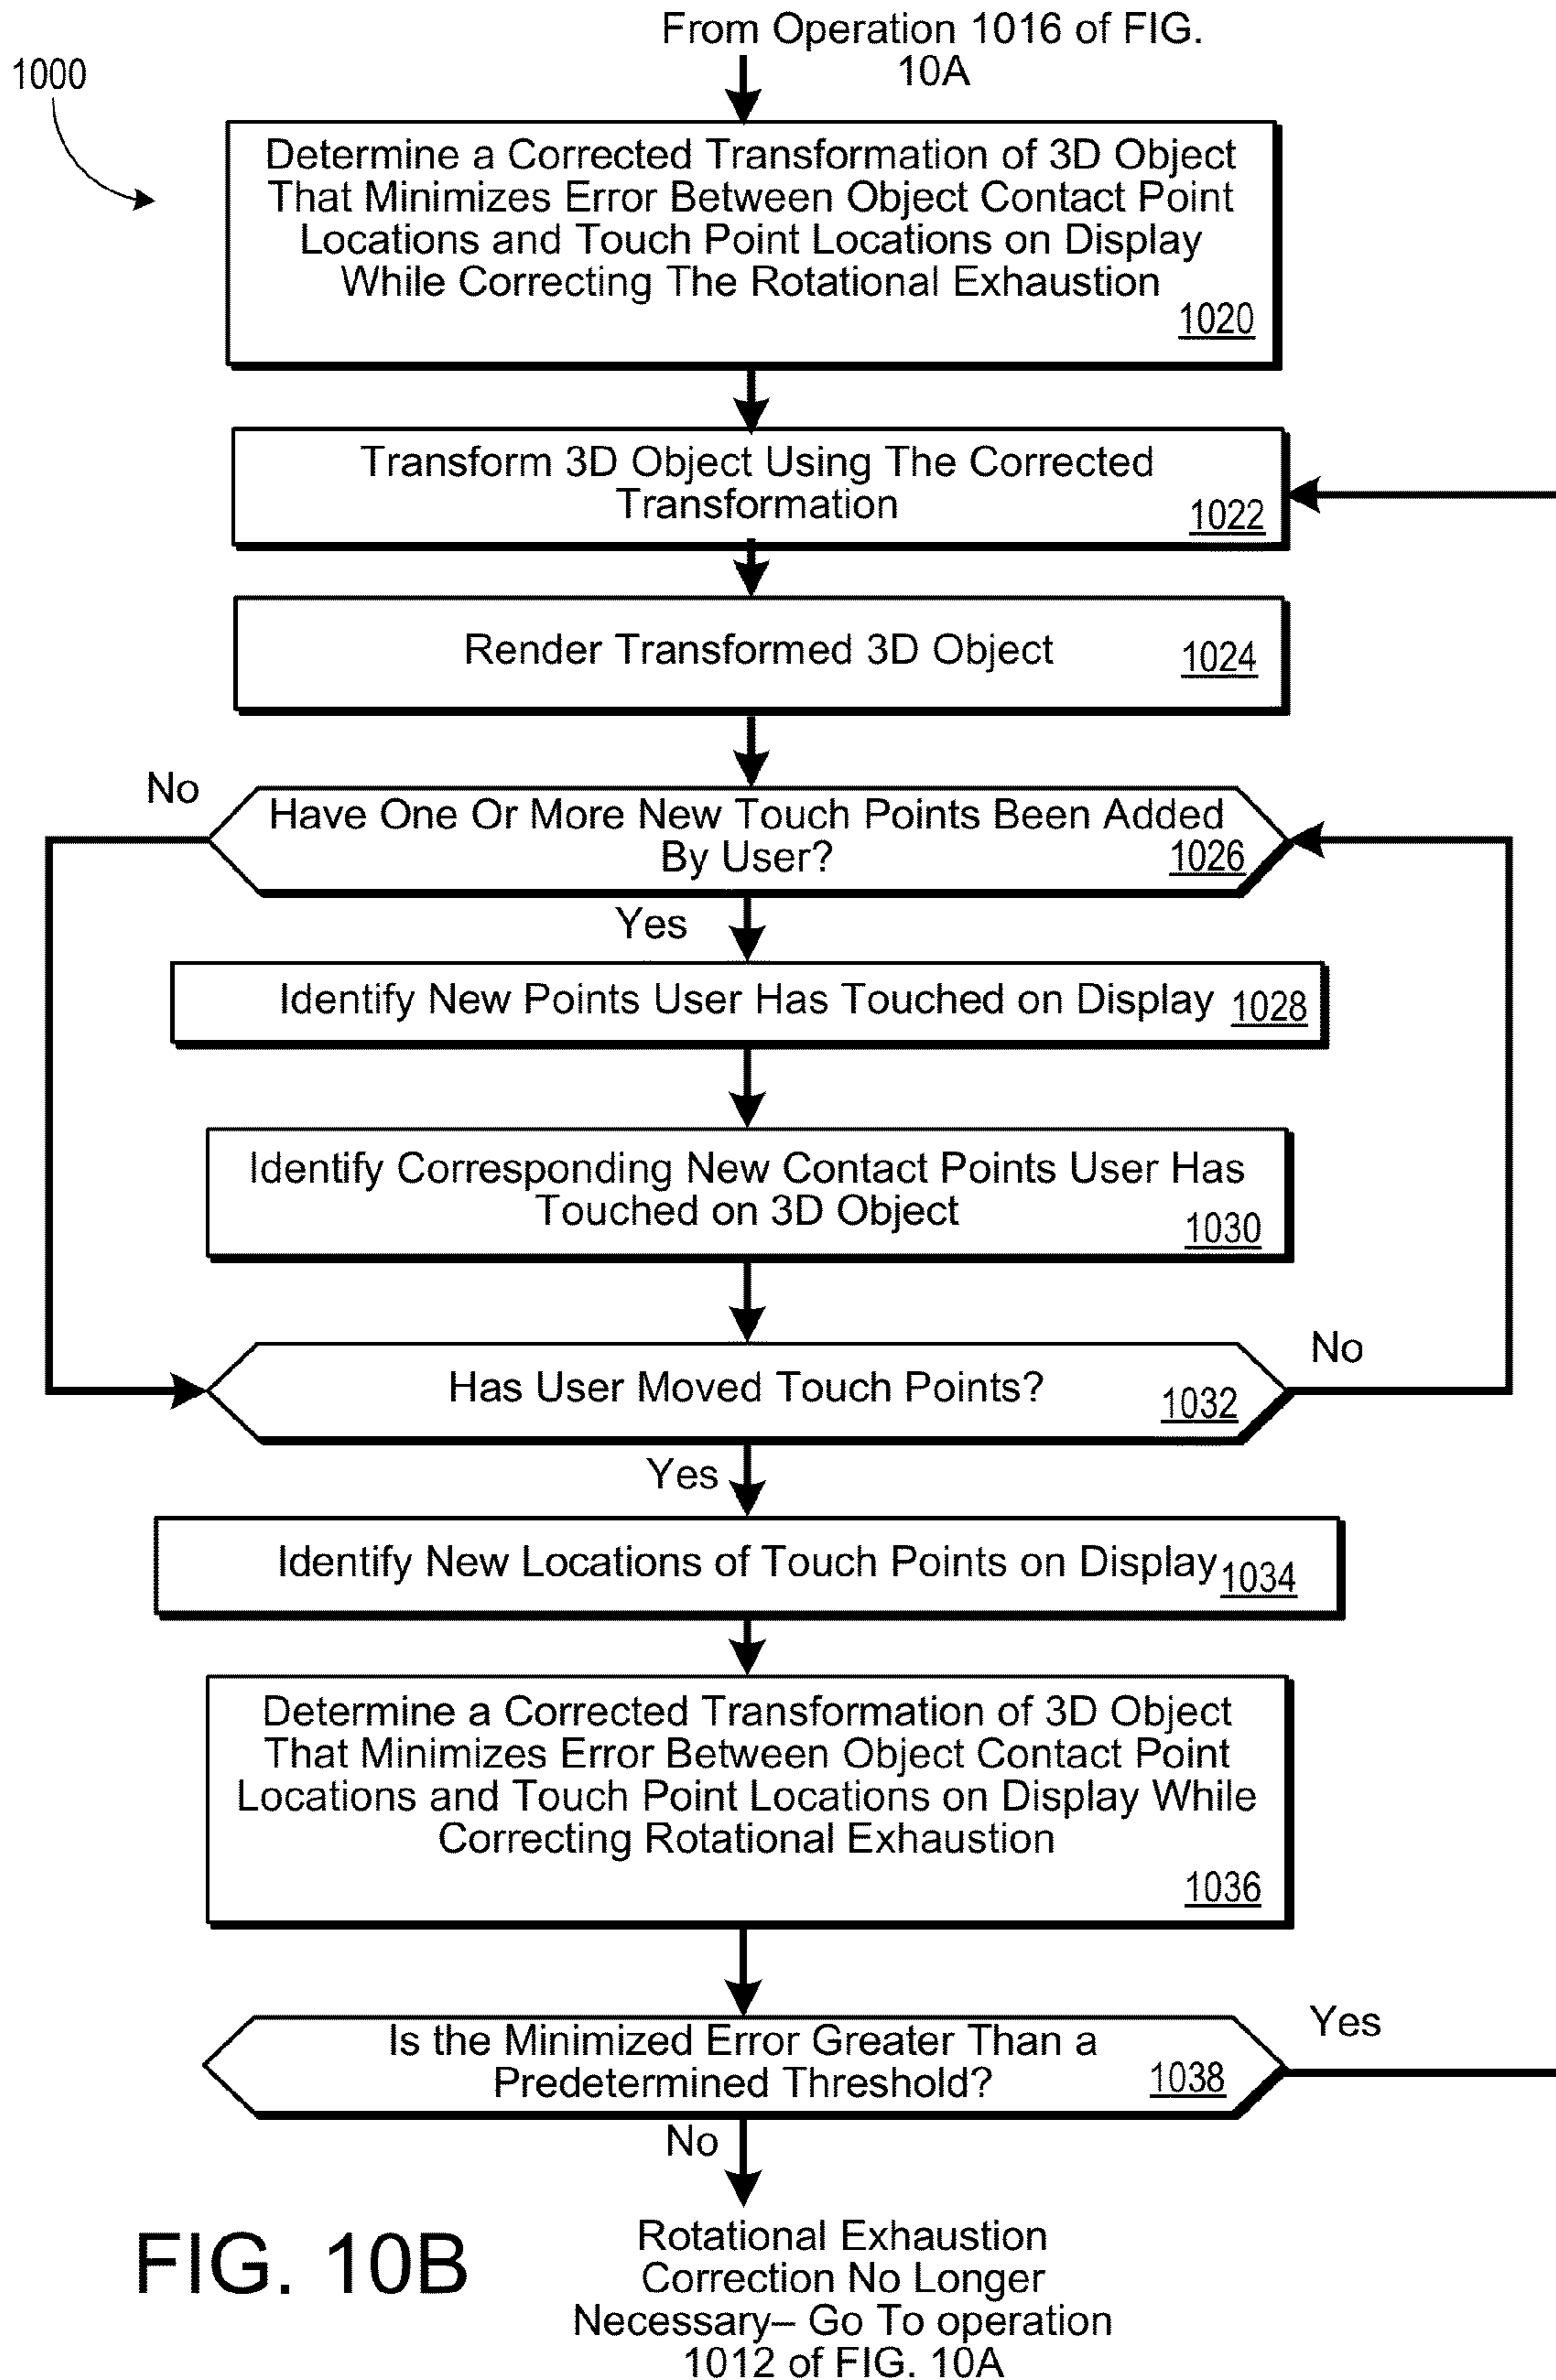 From Operation 1016 of FIG.
10A
1000
Determine a Corrected Transformation of 3D Object
That Minimizes Error Between Object Contact Point
Locations and Touch Point Locations on Display
While Correcting The Rotational Exhaustion
1020
Transform 3D Object Using The Corrected
Transformation
1022
Render Transformed 3D Object
1024
No
Have One Or More New Touch Points Been Added
By User?
1026
Yes
Identify New Points User Has Touched on Display
1028
Identify Corresponding New Contact Points User Has
Touched on 3D Object
1030
No
Has User Moved Touch Points?
1032
Yes
Identify New Locations of Touch Points on Display
1034
Determine a Corrected Transformation of 3D Object
That Minimizes Error Between Object Contact Point
Locations and Touch Point Locations on Display While
Correcting Rotational Exhaustion
1036
Yes
Is the Minimized Error Greater Than a
Predetermined Threshold?
1038
No
FIG. 10B
Rotational Exhaustion
Correction No Longer
Necessary– Go To operation
1012 of FIG. 10A